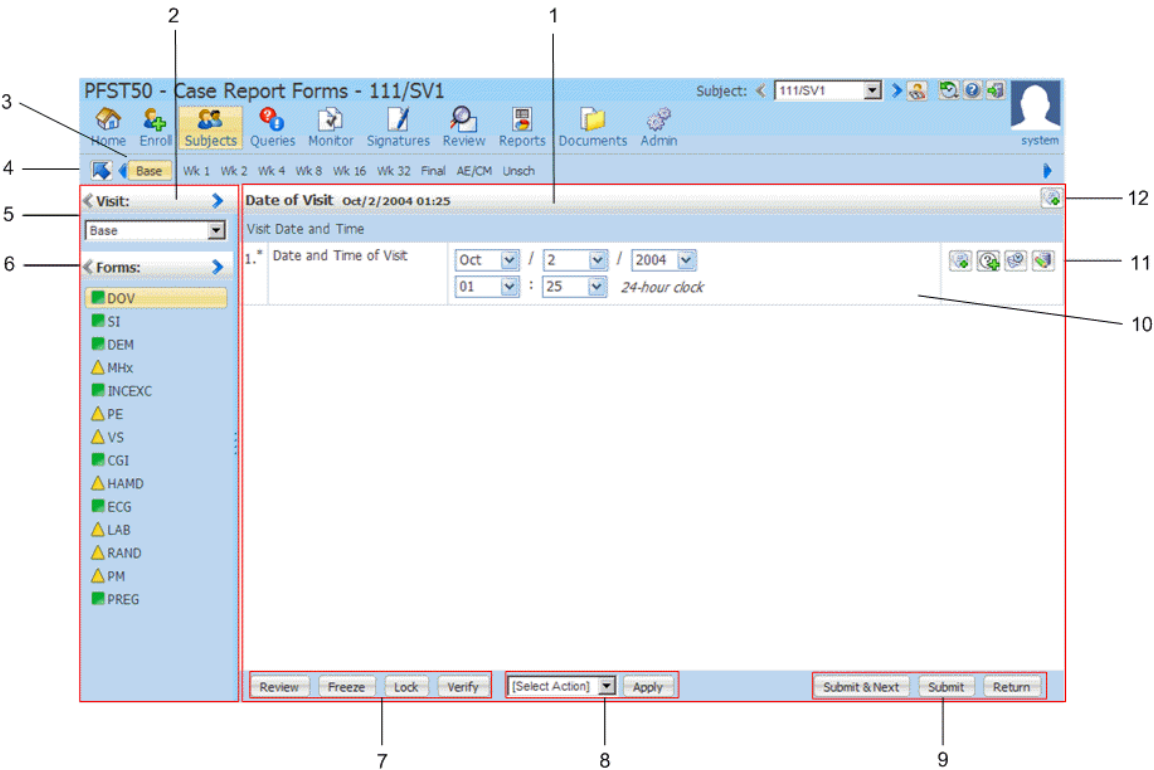 2 1
PFST50 - Case Report Forms - 111/SV1 Subject: 111/SV1
3
Home Enroll Subjects Queries Monitor Signatures Review Reports Documents Admin system
4 Base Wk 1 Wk 2 Wk 4 Wk 8 Wk 16 Wk 32 Final AE/CM Unsch
Visit: Date of Visit Oct/2/2004 01:25 12
5
Base Visit Date and Time
6 Forms: 1.* Date and Time of Visit Oct / 2 / 2004 11
01 : 25 24-hour clock
DOV
10
SI
DEM
MHx
INCEXC
PE
VS
CGI
HAMD
ECG
LAB
RAND
PM
PREG
Review Freeze Lock Verify [Select Action] Apply Submit & Next Submit Return
7 8 9